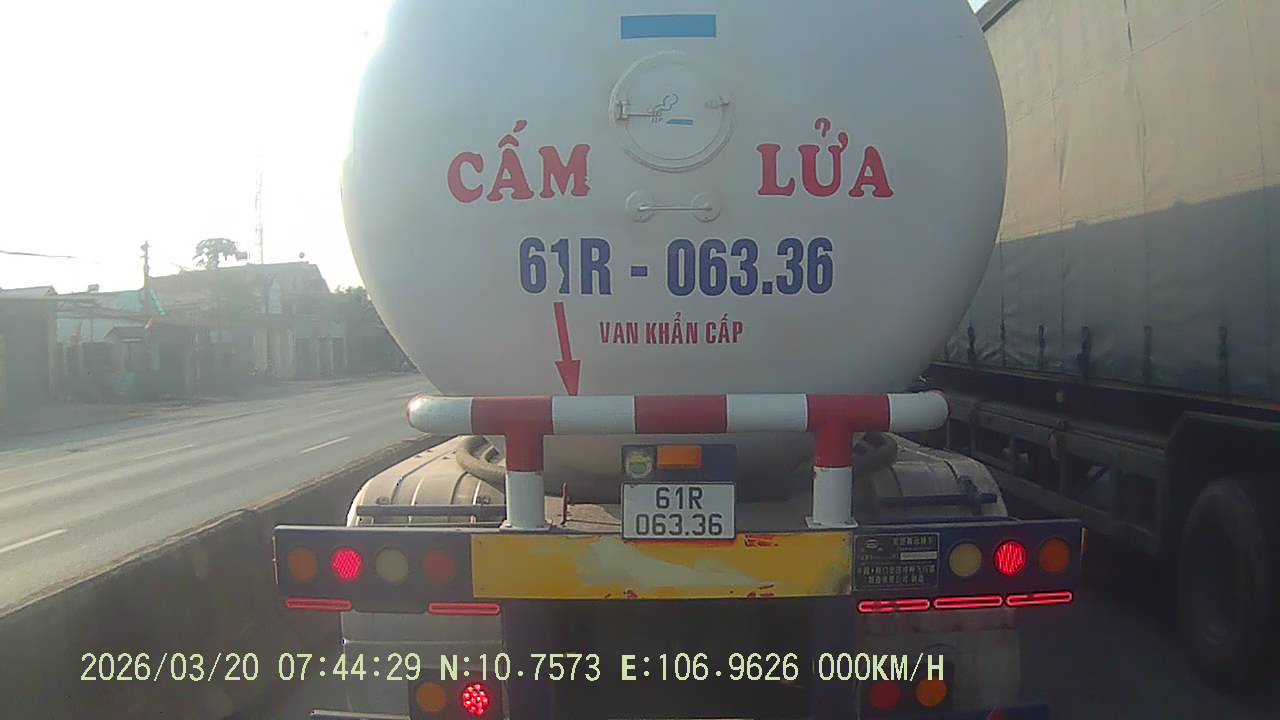 CẤM LỬA
61R - 063.36
VAN KHẨN CẤP
61R
063.36
2026/03/20 07:44:29 N:10.7573 E:106.9626 000KM/H